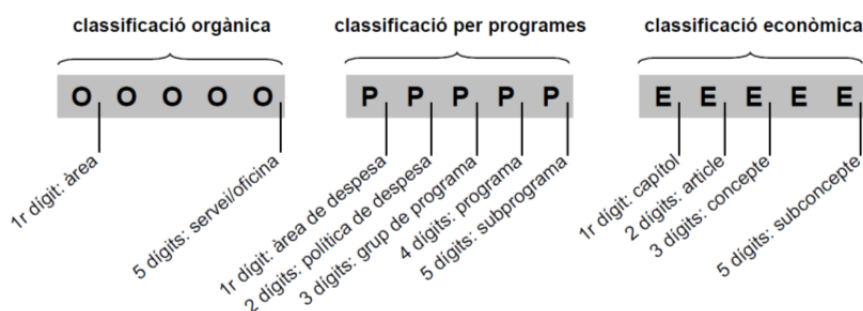 classificació orgànica
classificació per programes
classificació econòmica
O O O O O
P P P P P
E E E E E
1r dígit: àrea
5 dígits: servei/oficina
1r dígit: àrea de despesa
2 dígits: política de despesa
3 dígits: grup de programa
4 dígits: programa
5 dígits: subprograma
1r dígit: capítol
2 dígits: article
3 dígits: concepte
5 dígits: subconcepte